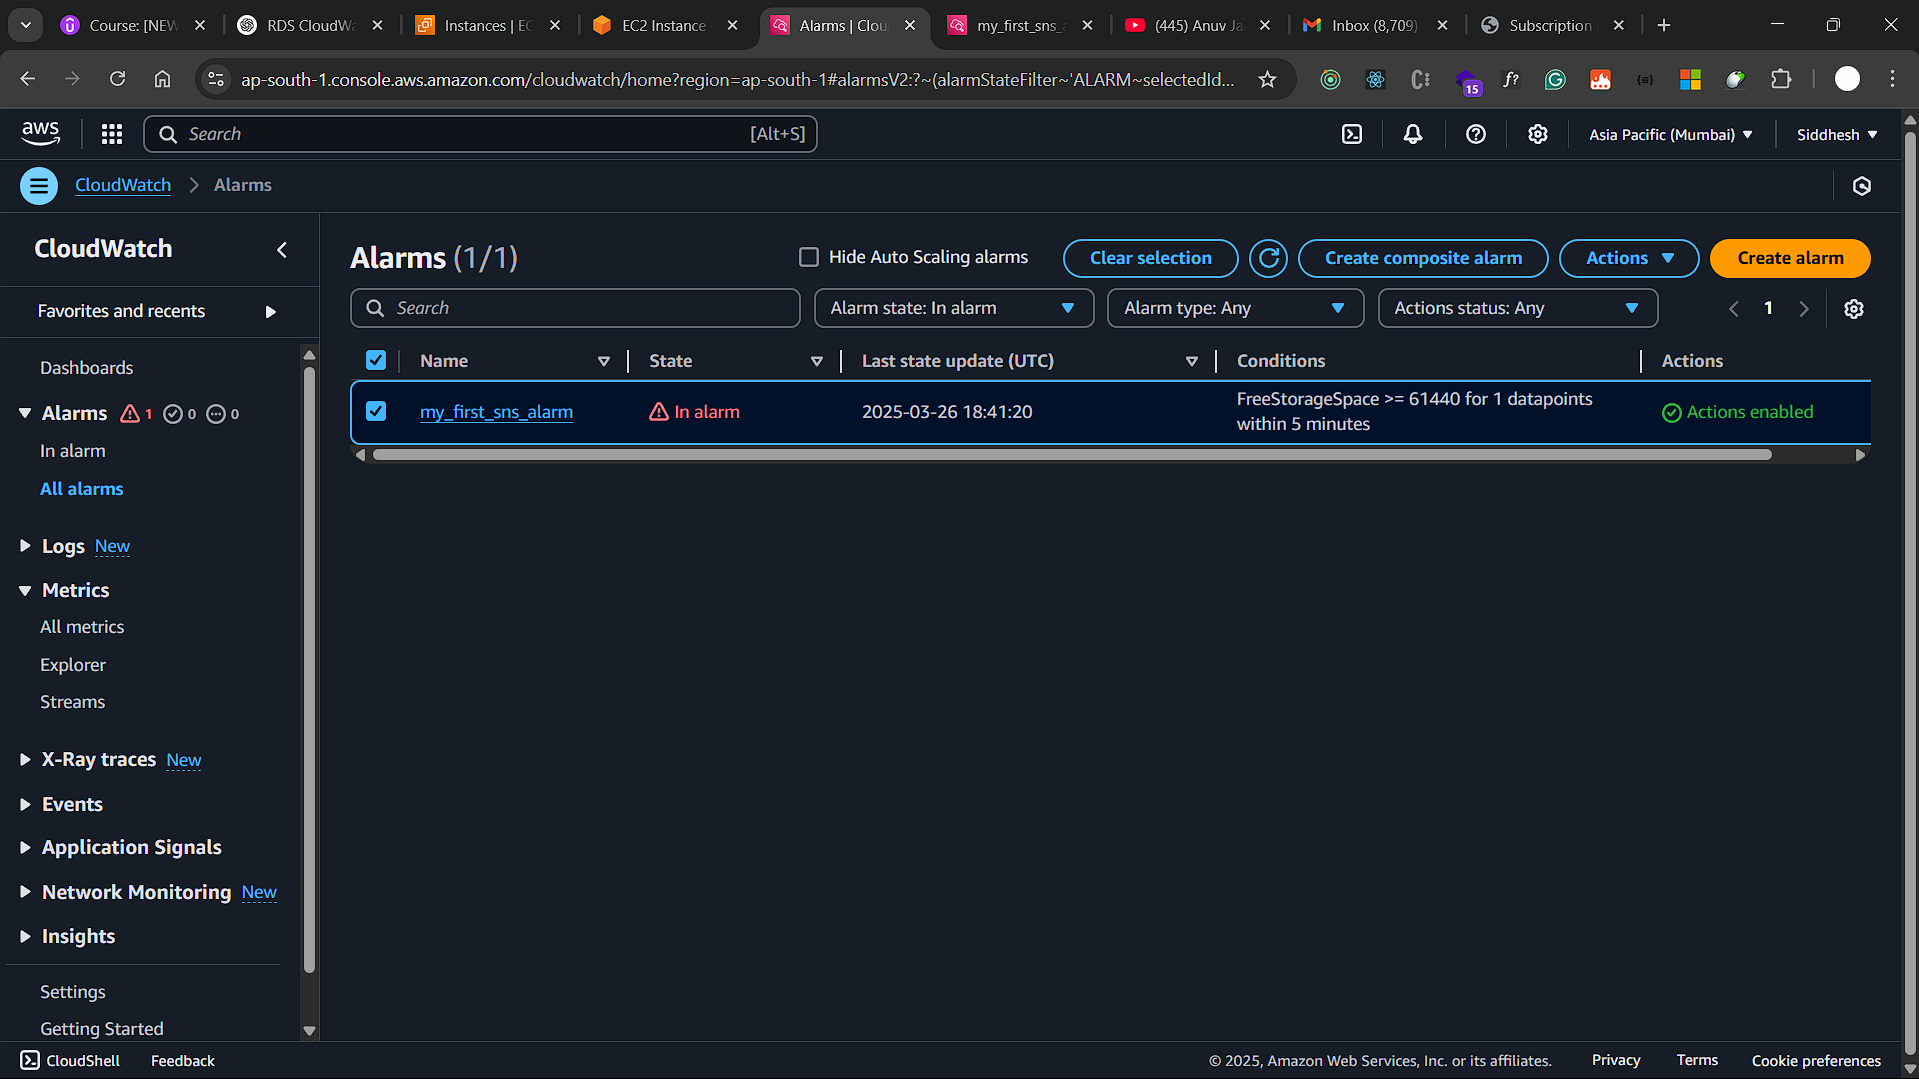 Course: [NEW
RDS CloudWa
Instances | EC
EC2 Instance
Alarms | Clou
my_first_sns_a
(445) Anuv Ja
Inbox (8,709)
Subscription
ap-south-1.console.aws.amazon.com/cloudwatch/home?region=ap-south-1#alarmsV2:?~(alarmStateFilter~'ALARM~selectedId...
15
f?
aws
Search
[Alt+S]
Asia Pacific (Mumbai)
Siddhesh
CloudWatch
Alarms
CloudWatch
Favorites and recents
Dashboards
Alarms 1 0 0
In alarm
All alarms
Logs New
Metrics
All metrics
Explorer
Streams
X-Ray traces New
Events
Application Signals
Network Monitoring New
Insights
Settings
Getting Started
Alarms (1/1)
Hide Auto Scaling alarms
Clear selection
Create composite alarm
Actions
Create alarm
Search
Alarm state: In alarm
Alarm type: Any
Actions status: Any
1
Name
State
Last state update (UTC)
Conditions
Actions
my_first_sns_alarm
In alarm
2025-03-26 18:41:20
FreeStorageSpace >= 61440 for 1 datapoints
within 5 minutes
Actions enabled
CloudShell
Feedback
© 2025, Amazon Web Services, Inc. or its affiliates.
Privacy
Terms
Cookie preferences